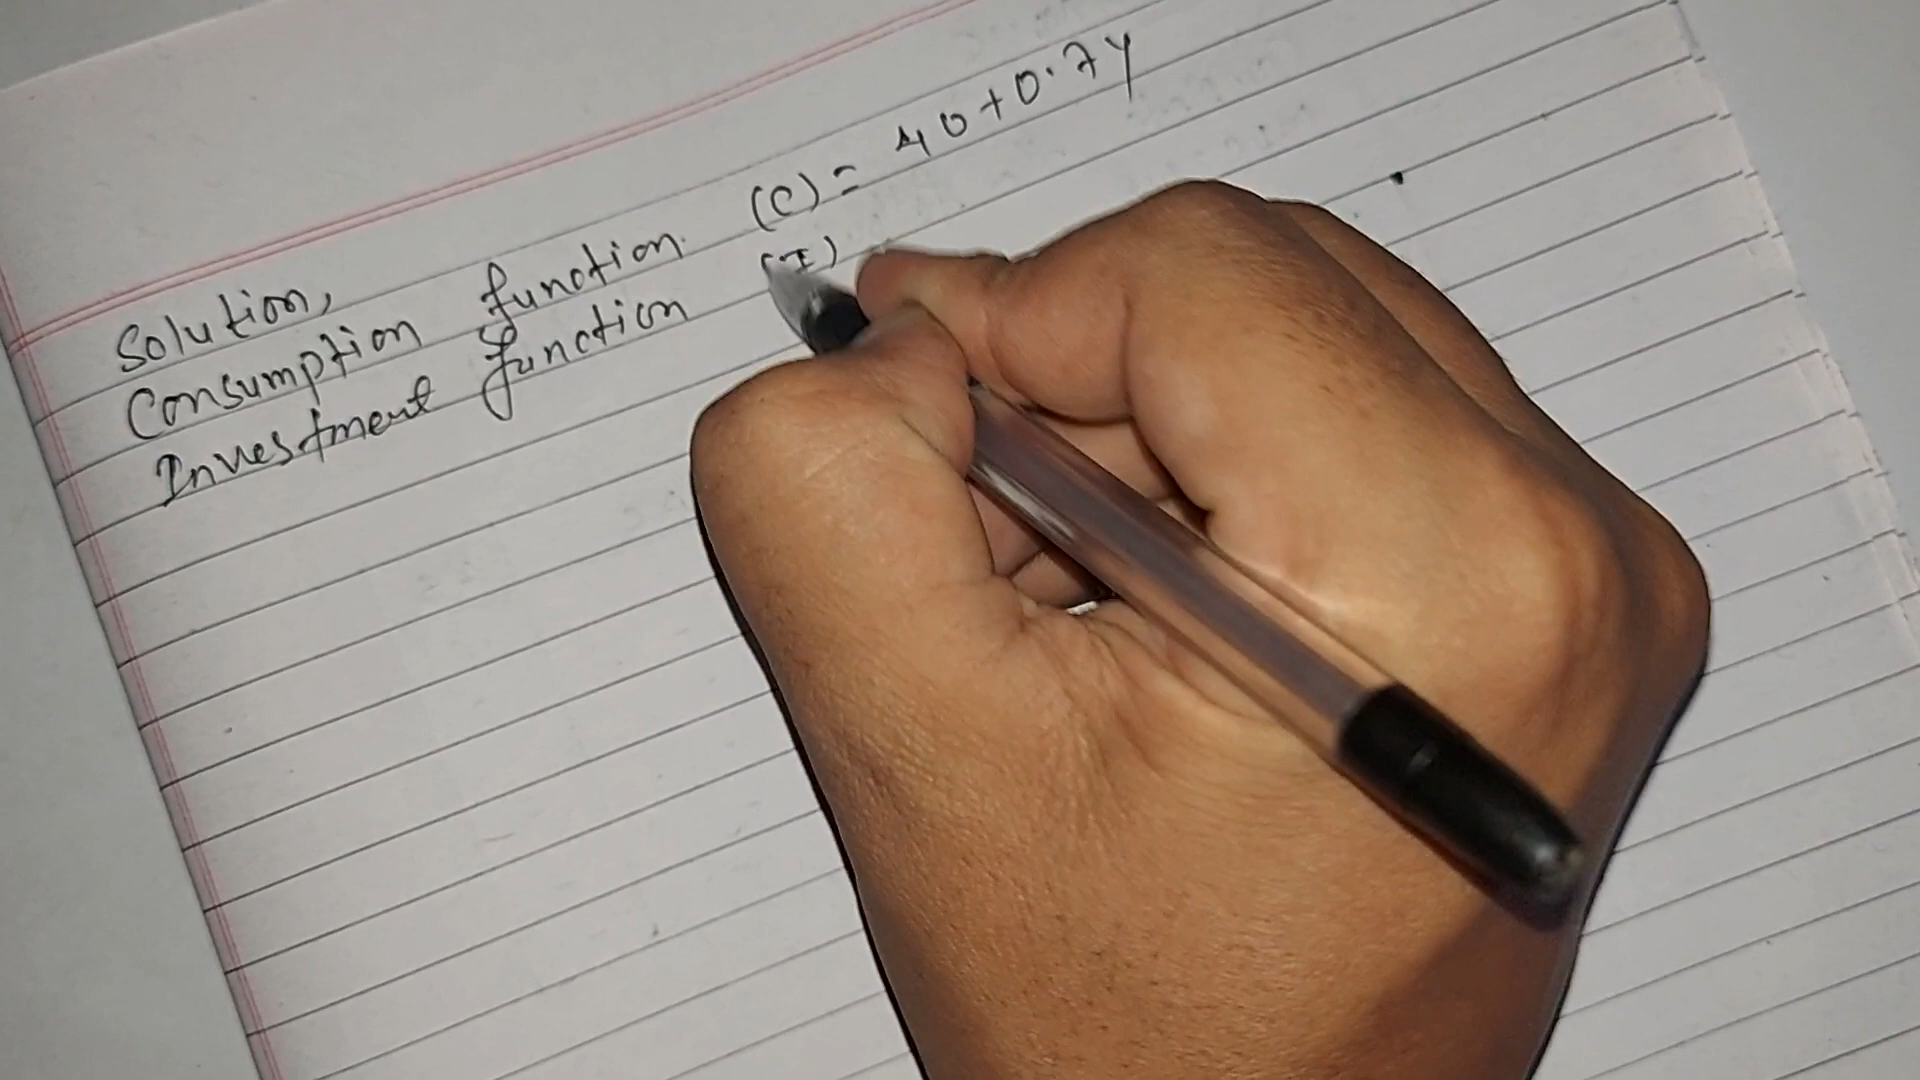 Solution,
Consumption function (C) = 40+0.7Y
Investment function (I)